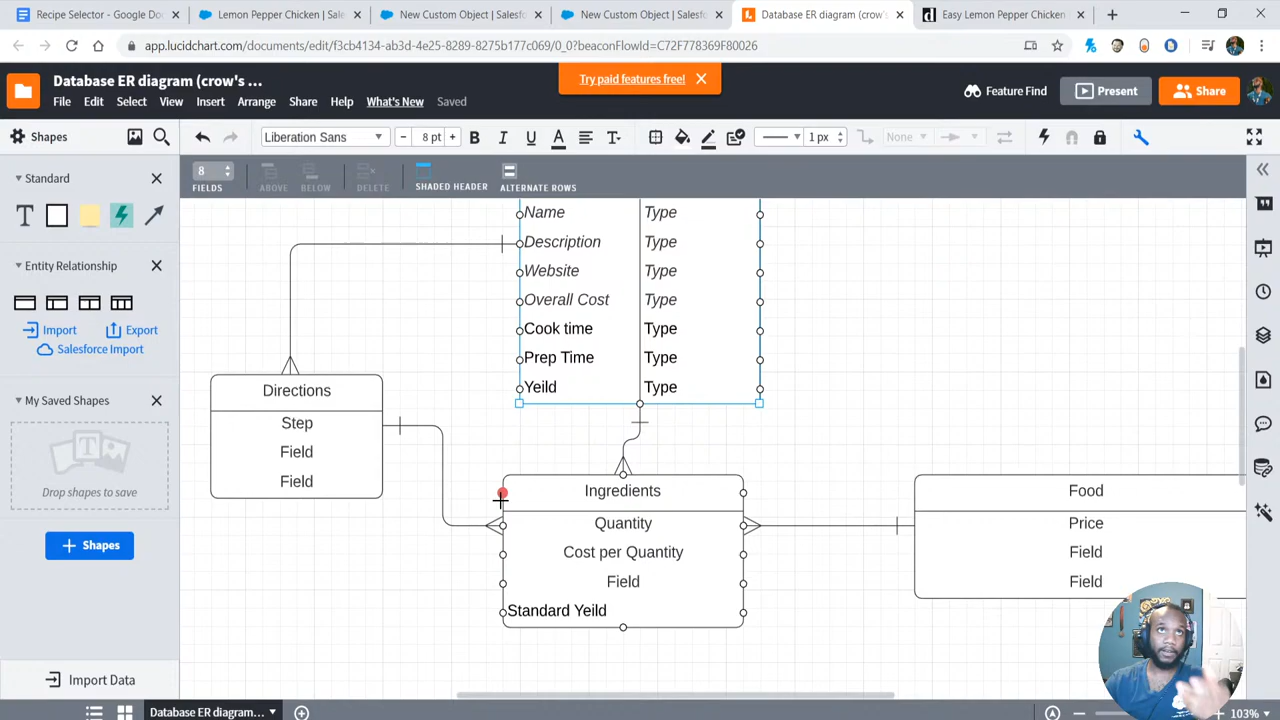 Recipe Selector - Google Doc
Lemon Pepper Chicken | Sales
New Custom Object | Salesfo
New Custom Object | Salesfo
Database ER diagram (crow's
Easy Lemon Pepper Chicken
app.lucidchart.com/documents/edit/f3cb4134-ab3d-4e25-8289-8275b177c069/0_0?beaconFlowId=C72F778369F80026
Database ER diagram (crow's ...
Try paid features free!
Feature Find
Present
Share
File Edit Select View Insert Arrange Share Help What's New Saved
Shapes
Liberation Sans
8 pt
B I U A T
1 px
None
8
FIELDS
ABOVE
BELOW
DELETE
SHADED HEADER
ALTERNATE ROWS
Standard
T
Entity Relationship
Import
Export
Salesforce Import
My Saved Shapes
T
Drop shapes to save
+ Shapes
Import Data
Name Type
Description Type
Website Type
Overall Cost Type
Cook time Type
Prep Time Type
Yeild Type
Directions
Step
Field
Field
Ingredients
Quantity
Cost per Quantity
Field
Standard Yeild
Food
Price
Field
Field
Database ER diagram...
103%